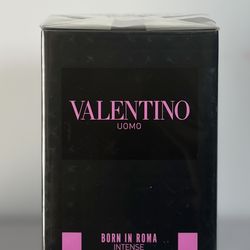 VALENTINO
UOMO
BORN IN ROMA
INTENSE